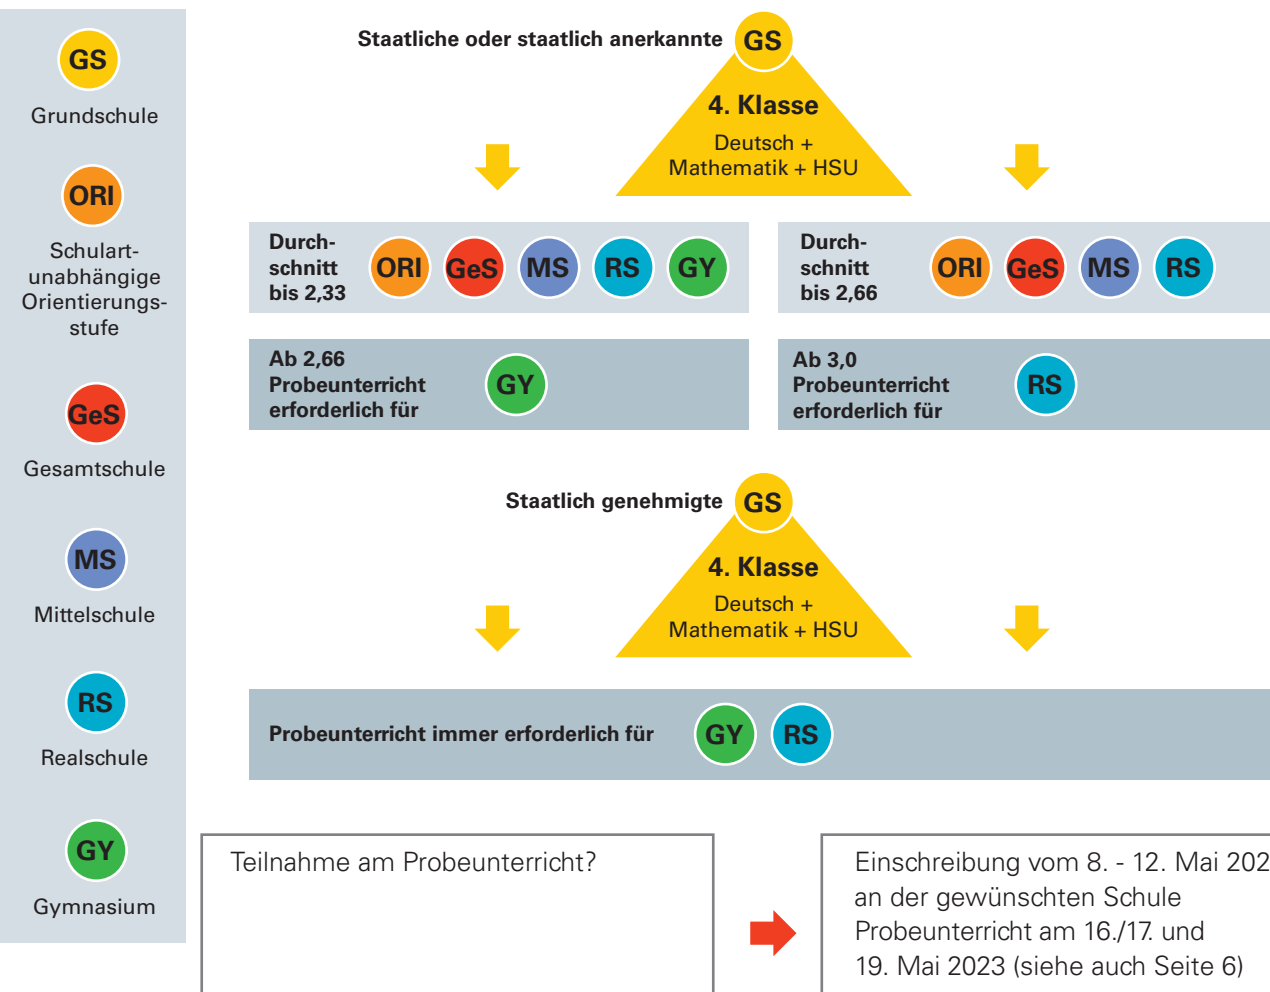 GS
Grundschule
ORI
Schulart-
unabhängige
Orientierungs-
stufe
GeS
Gesamtschule
MS
Mittelschule
RS
Realschule
GY
Gymnasium
Staatliche oder staatlich anerkannte GS
4. Klasse
Deutsch +
Mathematik + HSU
Durch-
schnitt
bis 2,33
ORI GeS MS RS GY
Durch-
schnitt
bis 2,66
ORI GeS MS RS
Ab 2,66
Probeunterricht
erforderlich für
GY
Ab 3,0
Probeunterricht
erforderlich für
RS
Staatlich genehmigte GS
4. Klasse
Deutsch +
Mathematik + HSU
Probeunterricht immer erforderlich für GY RS
Teilnahme am Probeunterricht?
Einschreibung vom 8. - 12. Mai 202
an der gewünschten Schule
Probeunterricht am 16./17. und
19. Mai 2023 (siehe auch Seite 6)